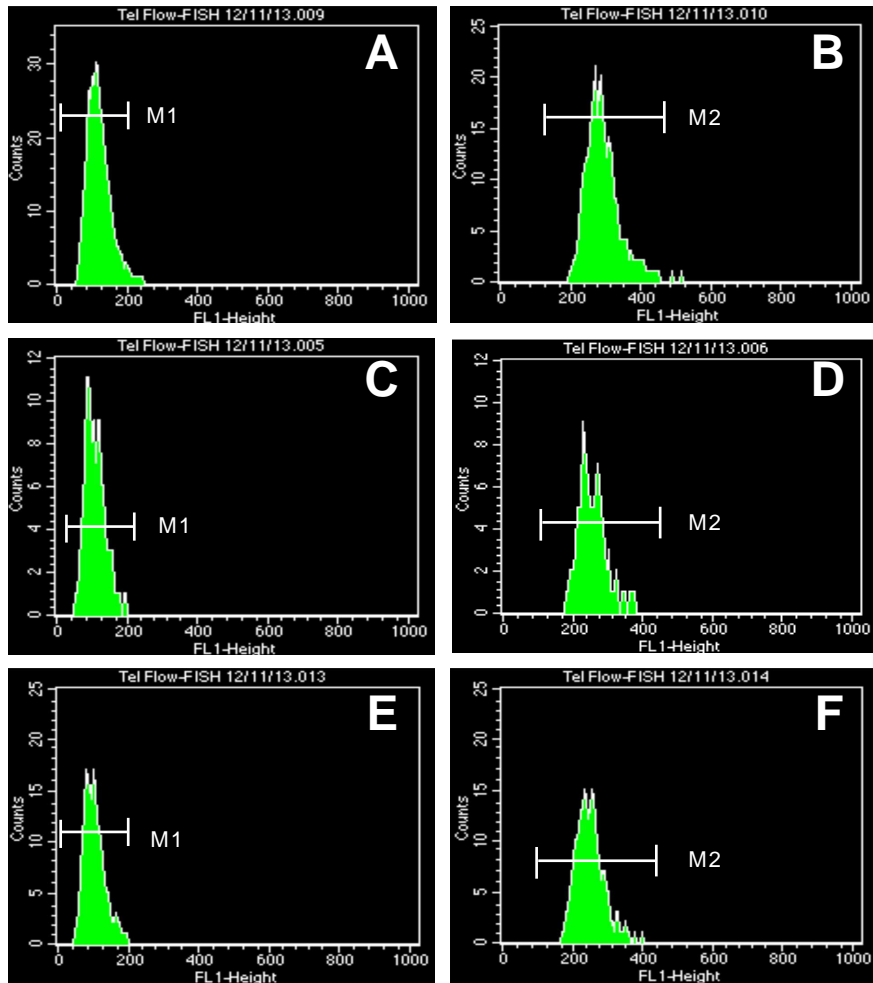 Tel Flow-FISH 12/11/13.009
A
30
20
10
0
Counts
M1
0 200 400 600 800 1000
FL1-Height
Tel Flow-FISH 12/11/13.010
B
25
20
15
10
5
0
Counts
M2
0 200 400 600 800 1000
FL1-Height
Tel Flow-FISH 12/11/13.005
C
12
10
8
6
4
2
0
Counts
M1
0 200 400 600 800 1000
FL1-Height
Tel Flow-FISH 12/11/13.006
D
12
10
8
6
4
2
0
Counts
M2
0 200 400 600 800 1000
FL1-Height
Tel Flow-FISH 12/11/13.013
E
25
20
15
10
5
0
Counts
M1
0 200 400 600 800 1000
FL1-Height
Tel Flow-FISH 12/11/13.014
F
25
20
15
10
5
0
Counts
M2
0 200 400 600 800 1000
FL1-Height